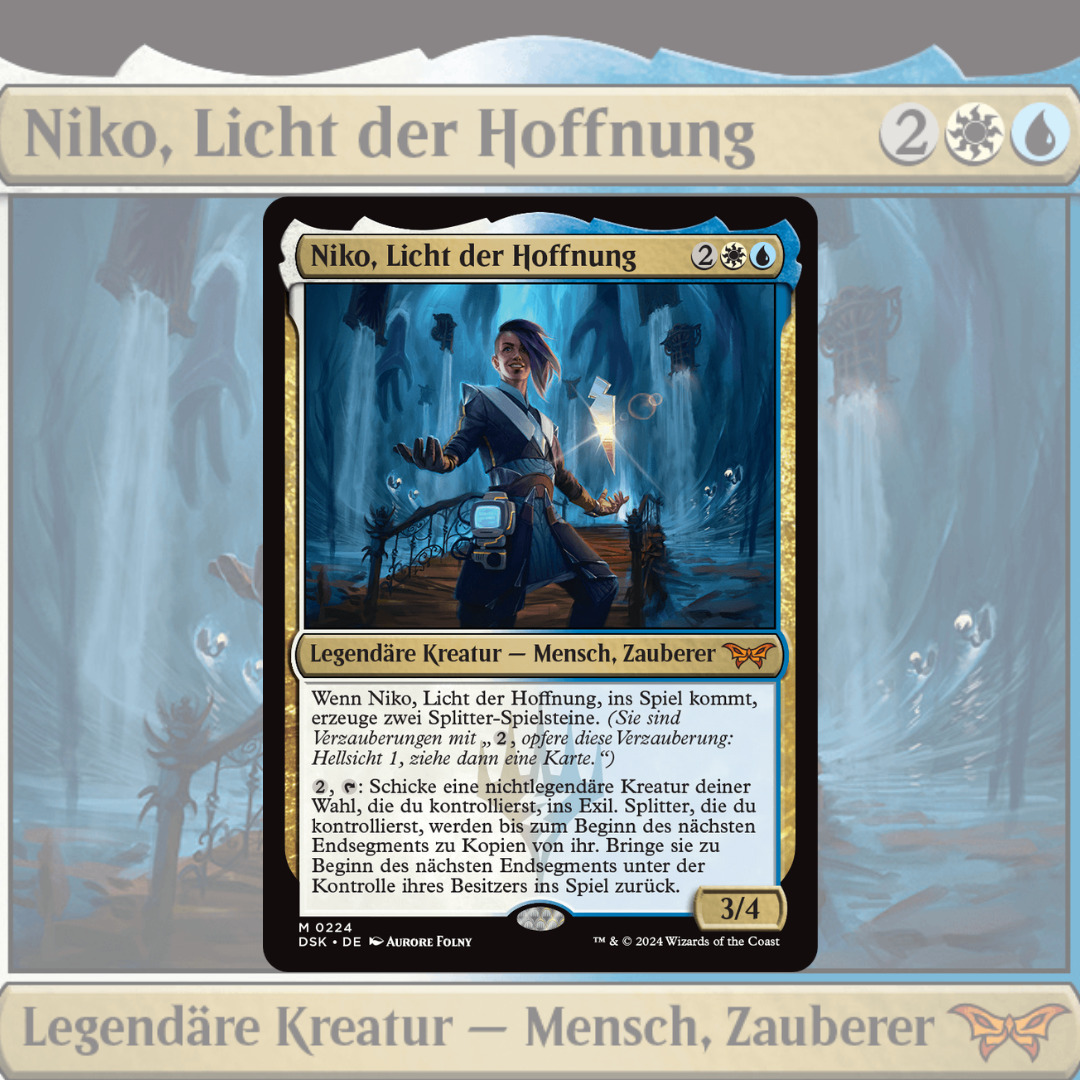 Niko, Licht der Hoffnung 2
Niko, Licht der Hoffnung 2
Legendäre Kreatur — Mensch, Zauberer
Wenn Niko, Licht der Hoffnung, ins Spiel kommt,
erzeuge zwei Splitter-Spielsteine. (Sie sind
Verzauberungen mit „2, opfere diese Verzauberung:
Hellsicht 1, ziehe dann eine Karte.“)
2, : Schicke eine nichtlegendäre Kreatur deiner
Wahl, die du kontrollierst, ins Exil. Splitter, die du
kontrollierst, werden bis zum Beginn des nächsten
Endsegments zu Kopien von ihr. Bringe sie zu
Beginn des nächsten Endsegments unter der
Kontrolle ihres Besitzers ins Spiel zurück.
3/4
M 0224
DSK • DE Aurore Folny
™ & © 2024 Wizards of the Coast
Legendäre Kreatur — Mensch, Zauberer